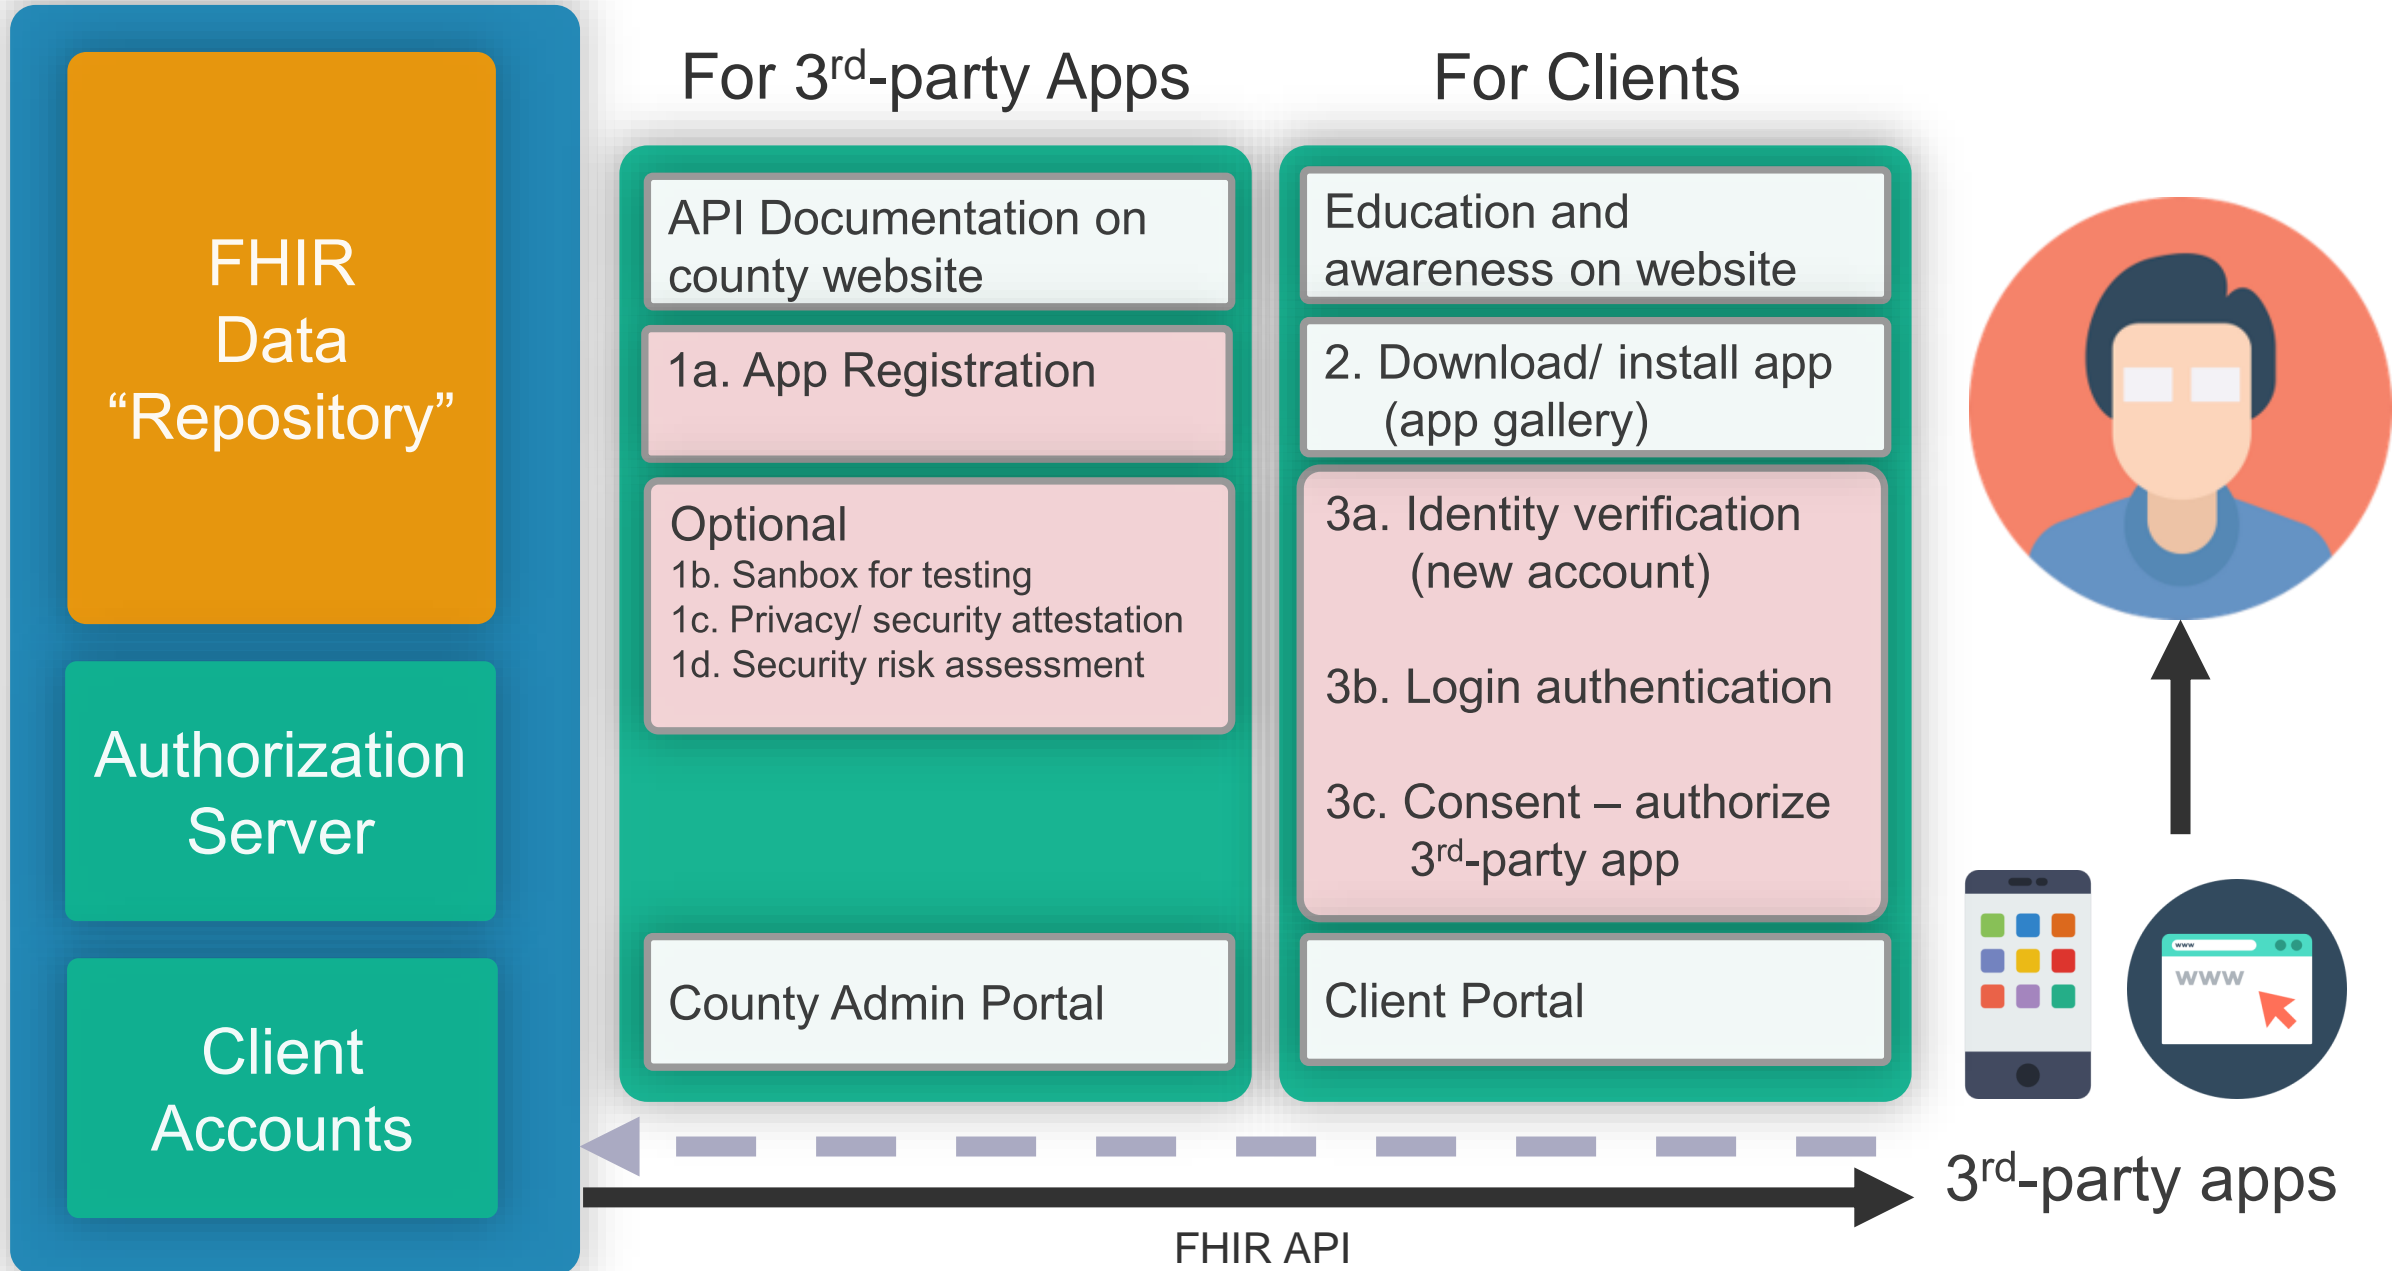 FHIR
Data
“Repository”
Authorization
Server
Client
Accounts
For 3rd-party Apps
API Documentation on
county website
1a. App Registration
Optional
1b. Sanbox for testing
1c. Privacy/ security attestation
1d. Security risk assessment
County Admin Portal
For Clients
Education and
awareness on website
2. Download/ install app
(app gallery)
3a. Identity verification
(new account)
3b. Login authentication
3c. Consent – authorize
3rd-party app
Client Portal
www
www
3rd-party apps
FHIR API